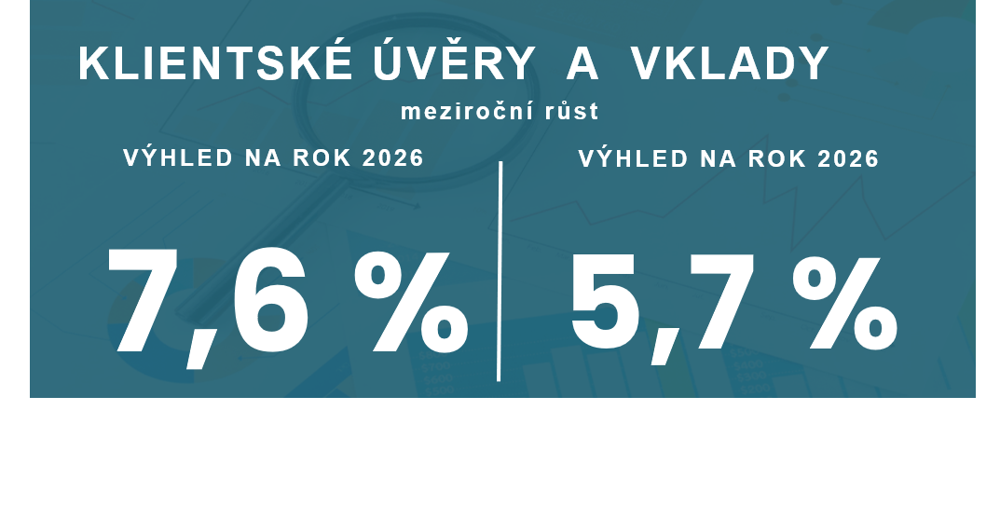 KLIENTSKÉ ÚVĚRY A VKLADY
meziroční růst
VÝHLED NA ROK 2026
7,6 %
VÝHLED NA ROK 2026
5,7 %